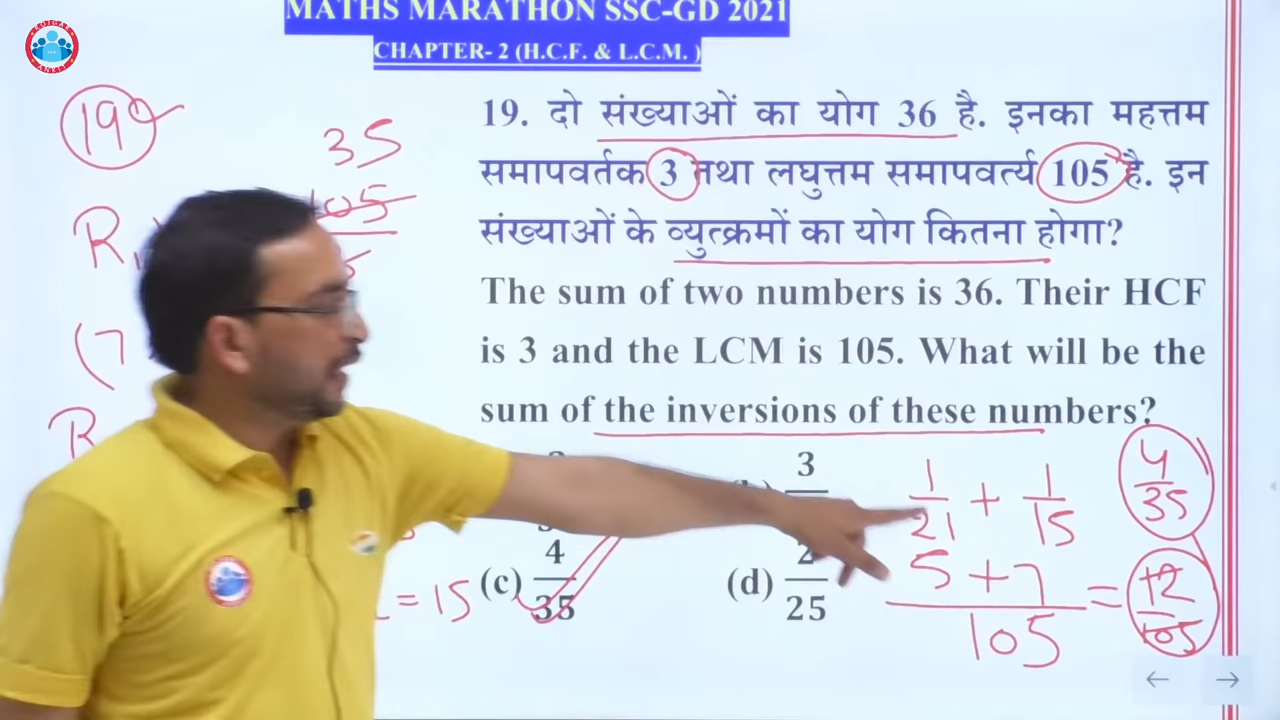 MATHS MARATHON SSC-GD 2021
CHAPTER- 2 (H.C.F. & L.C.M. )
19
35
105
19. दो संख्याओं का योग 36 है. इनका महत्तम
समापवर्तक 3 तथा लघुत्तम समापवर्त्य 105 है. इन
संख्याओं के व्युत्क्रमों का योग कितना होगा?
The sum of two numbers is 36. Their HCF
is 3 and the LCM is 105. What will be the
sum of the inversions of these numbers?
3
(c) 4/35
(d) 2/25
= 15
1/21 + 1/15
5+7/105 = 12/105
4/35